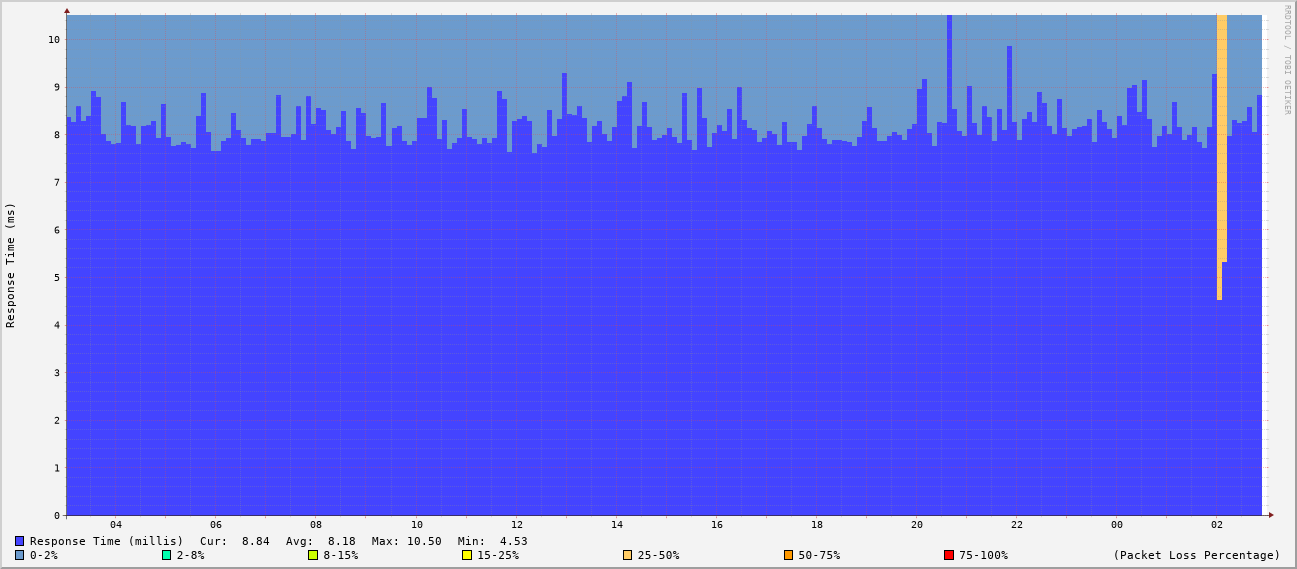 RRDTOOL / TOBI OETIKER
Response Time (ms)
10
9
8
7
6
5
4
3
2
1
0
04 06 08 10 12 14 16 18 20 22 00 02
Response Time (millis) Cur: 8.84 Avg: 8.18 Max: 10.50 Min: 4.53
0-2% 2-8% 8-15% 15-25% 25-50% 50-75% 75-100% (Packet Loss Percentage)